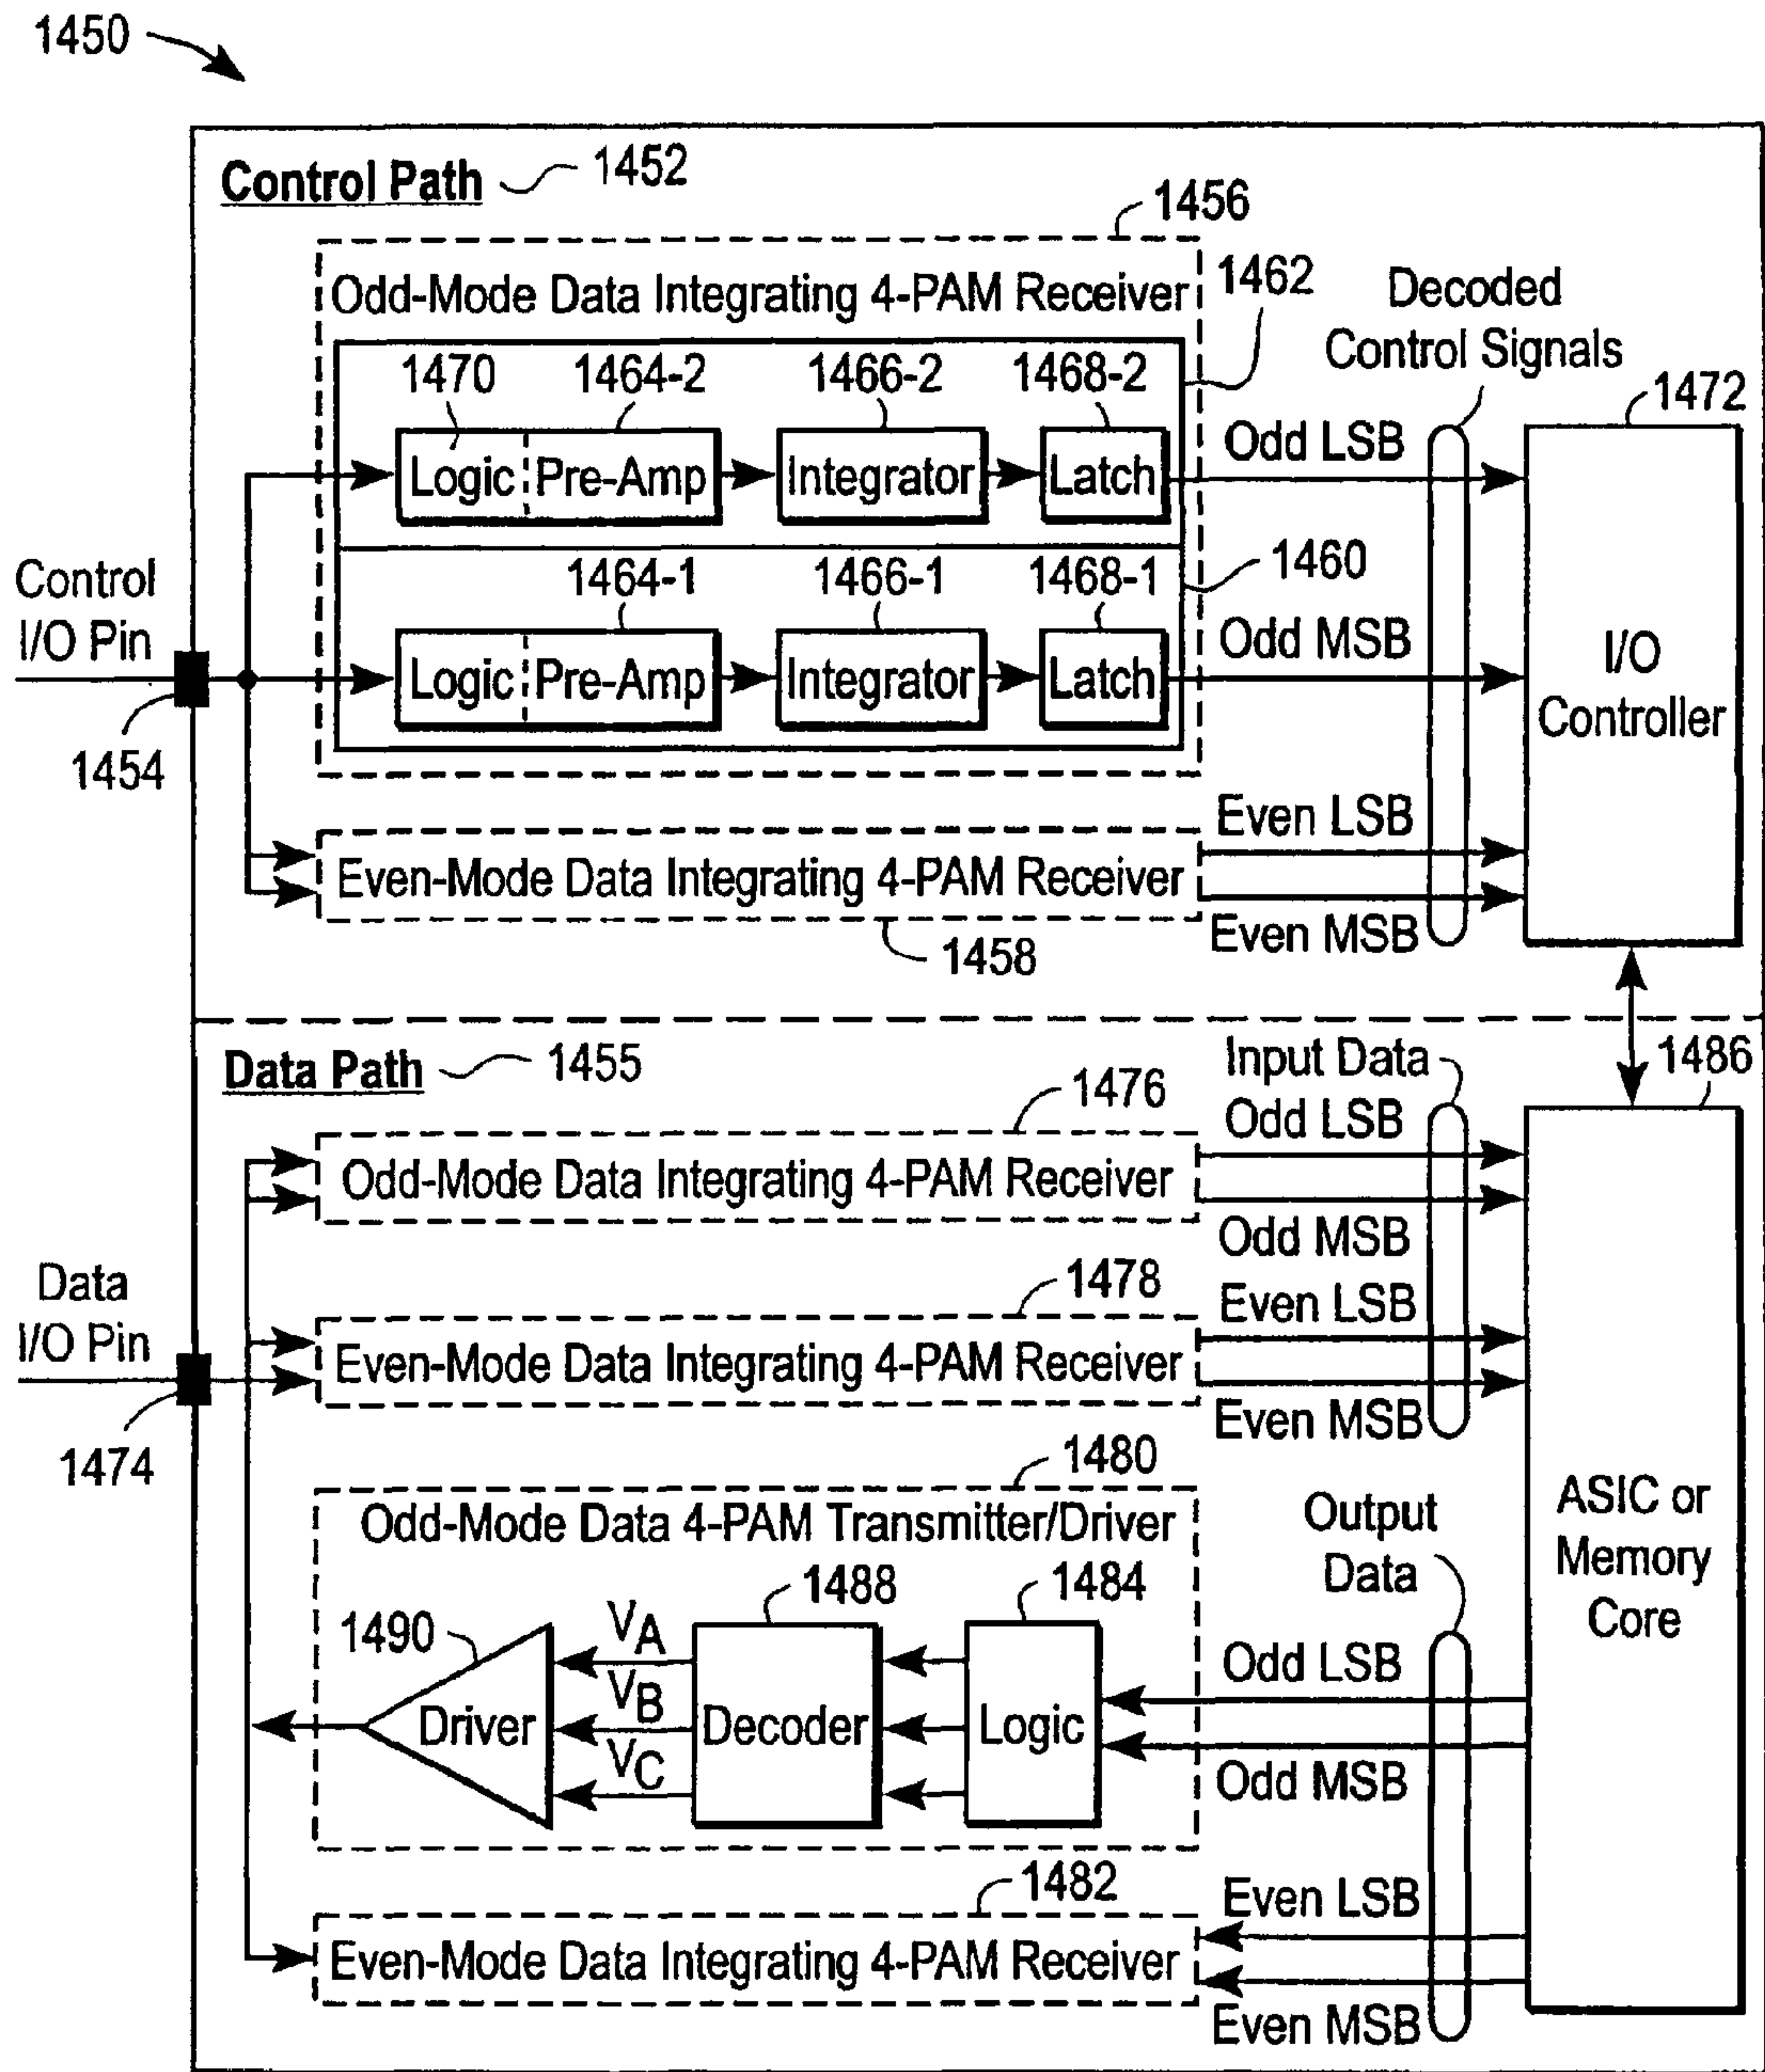 1450
Control Path 1452
1456
Odd-Mode Data Integrating 4-PAM Receiver
1462
Decoded
Control Signals
1470 1464-2 1466-2 1468-2
1472
Logic Pre-Amp Integrator Latch
Odd LSB
1464-1 1466-1 1468-1
1460
Control
I/O Pin
Logic Pre-Amp Integrator Latch
Odd MSB
I/O
Controller
1454
Even LSB
Even-Mode Data Integrating 4-PAM Receiver
Even MSB
1458
Data Path 1455
Input Data
1486
1476
Odd LSB
Odd-Mode Data Integrating 4-PAM Receiver
Odd MSB
1478
Data
I/O Pin
Even LSB
Even-Mode Data Integrating 4-PAM Receiver
Even MSB
1474
1480
Odd-Mode Data 4-PAM Transmitter/Driver
Output
Data
ASIC or
Memory
Core
1490
1488
1484
VA
VB
VC
Driver
Decoder
Logic
Odd LSB
Odd MSB
1482
Even LSB
Even-Mode Data Integrating 4-PAM Receiver
Even MSB